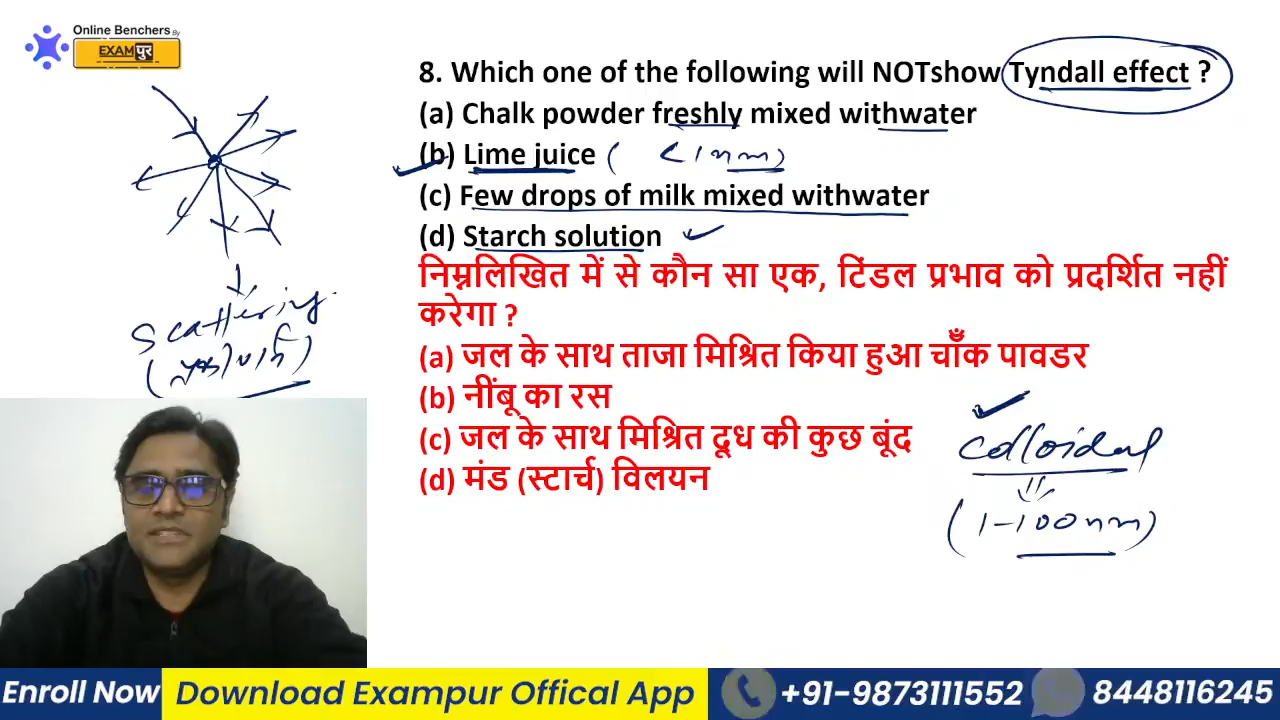 Online Benchers By
EXAMपुर
8. Which one of the following will NOTshow Tyndall effect ?
(a) Chalk powder freshly mixed withwater
(b) Lime juice ( <1nm)
(c) Few drops of milk mixed withwater
(d) Starch solution
निम्नलिखित में से कौन सा एक, टिंडल प्रभाव को प्रदर्शित नहीं
करेगा ?
(a) जल के साथ ताजा मिश्रित किया हुआ चाॅंक पावडर
(b) नींबू का रस
(c) जल के साथ मिश्रित दूध की कुछ बूंद
(d) मंड (स्टार्च) विलयन
Scattering
colloidal
(1-100nm)
Enroll Now
Download Exampur Offical App
+91-9873111552
8448116245